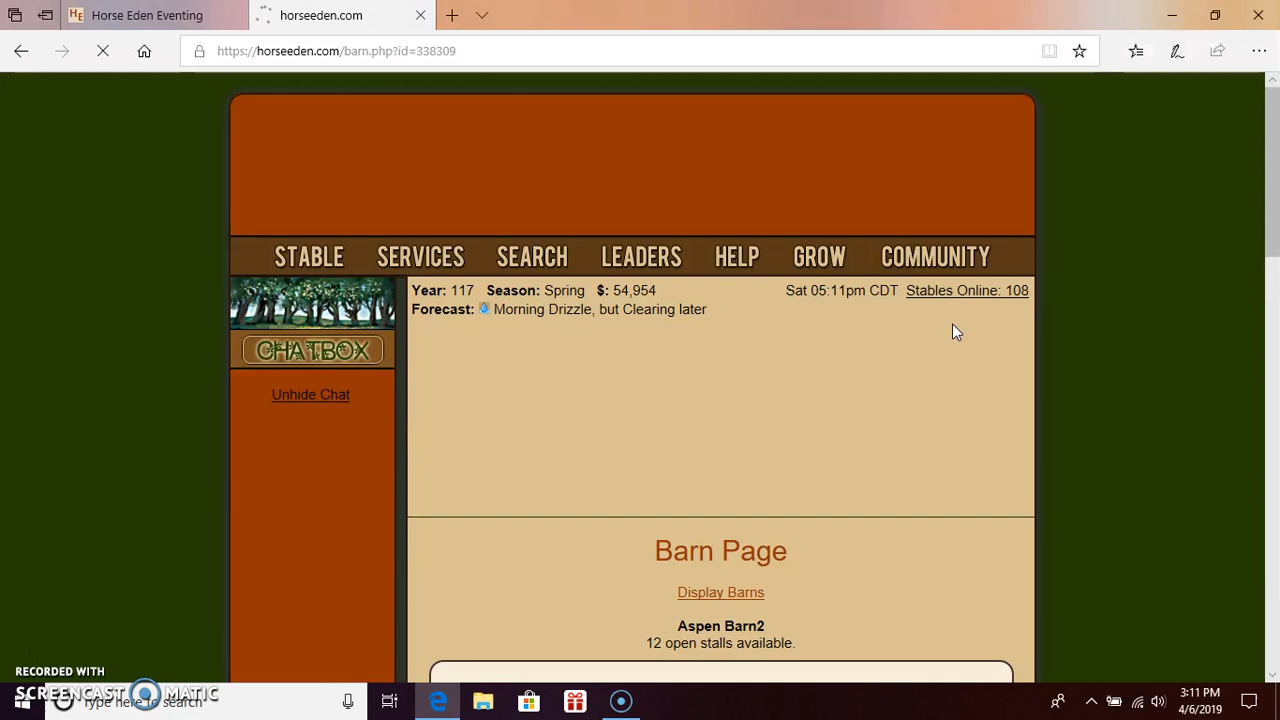 Horse Eden Eventing
horseeden.com
https://horseeden.com/barn.php?id=338309
STABLE SERVICES SEARCH LEADERS HELP GROW COMMUNITY
Year: 117 Season: Spring $: 54,954 Sat 05:11pm CDT Stables Online: 108
Forecast: Morning Drizzle, but Clearing later
CHATBOX
Unhide Chat
Barn Page
Display Barns
Aspen Barn2
12 open stalls available.
RECORDED WITH
SCREENCAST MATIC
Type here to search
3:11 PM
4/6/2019